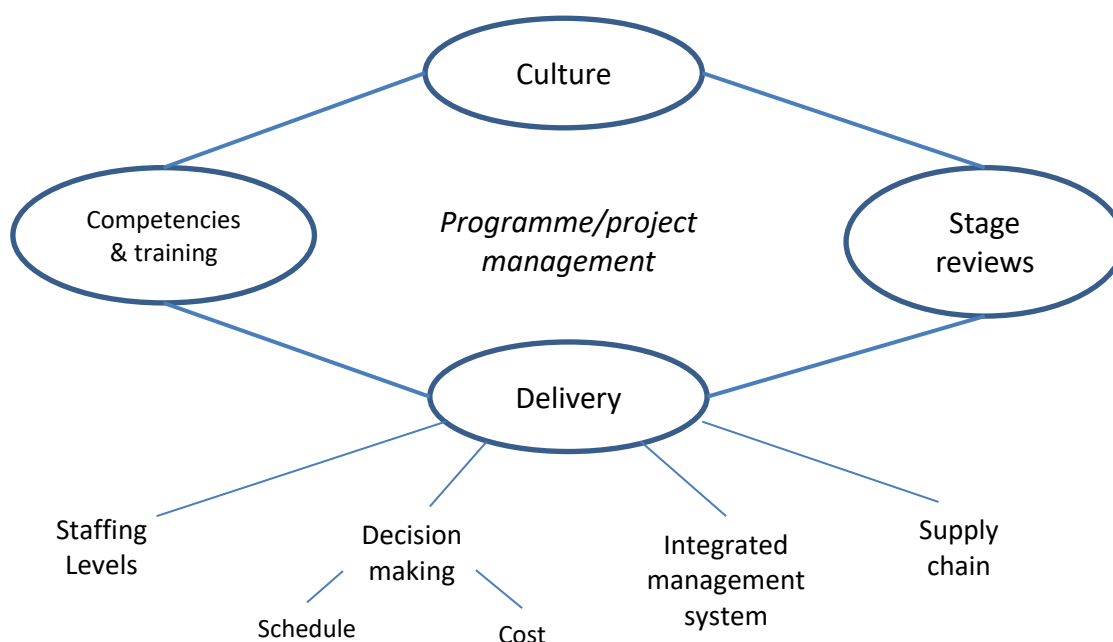 Culture
Competencies
& training
Programme/project
management
Stage
reviews
Delivery
Staffing
Levels
Decision
making
Integrated
management
system
Supply
chain
Schedule
Cost